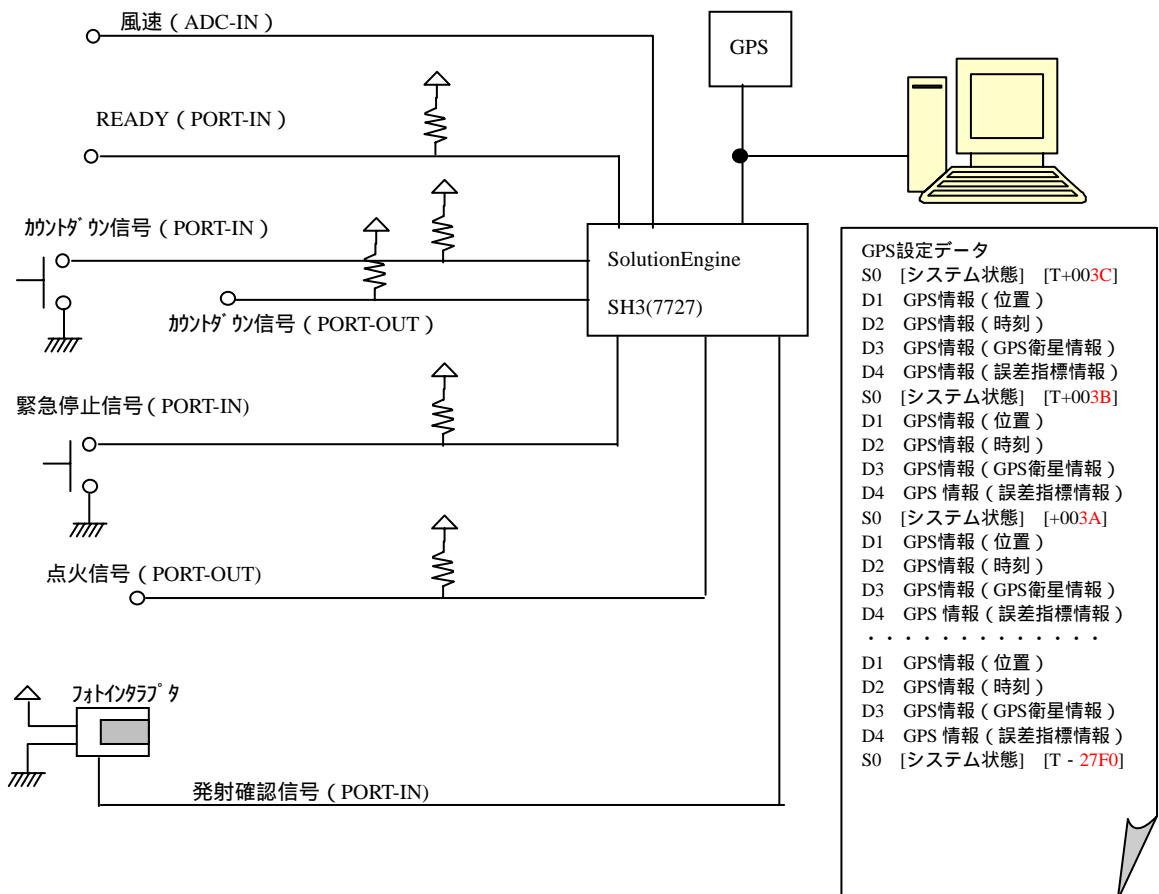 風速（ADC-IN）
GPS
READY（PORT-IN）
ｶｳﾝﾄﾀﾞｳﾝ信号（PORT-IN）
SolutionEngine
SH3(7727)
ｶｳﾝﾄﾀﾞｳﾝ信号（PORT-OUT）
緊急停止信号（PORT-IN)
点火信号（PORT-OUT)
ﾌｫﾄｲﾝﾀﾗﾌﾟﾀ
発射確認信号（PORT-IN)
GPS設定データ
S0 [システム状態] [T+003C]
D1 GPS情報（位置）
D2 GPS情報（時刻）
D3 GPS情報（GPS衛星情報）
D4 GPS情報（誤差指標情報）
S0 [システム状態] [T+003B]
D1 GPS情報（位置）
D2 GPS情報（時刻）
D3 GPS情報（GPS衛星情報）
D4 GPS 情報（誤差指標情報）
S0 [システム状態] [+003A]
D1 GPS情報（位置）
D2 GPS情報（時刻）
D3 GPS情報（GPS衛星情報）
D4 GPS 情報（誤差指標情報）
・・・・・・・・・・・・・
D1 GPS情報（位置）
D2 GPS情報（時刻）
D3 GPS情報（GPS衛星情報）
D4 GPS 情報（誤差指標情報）
S0 [システム状態] [T - 27F0]